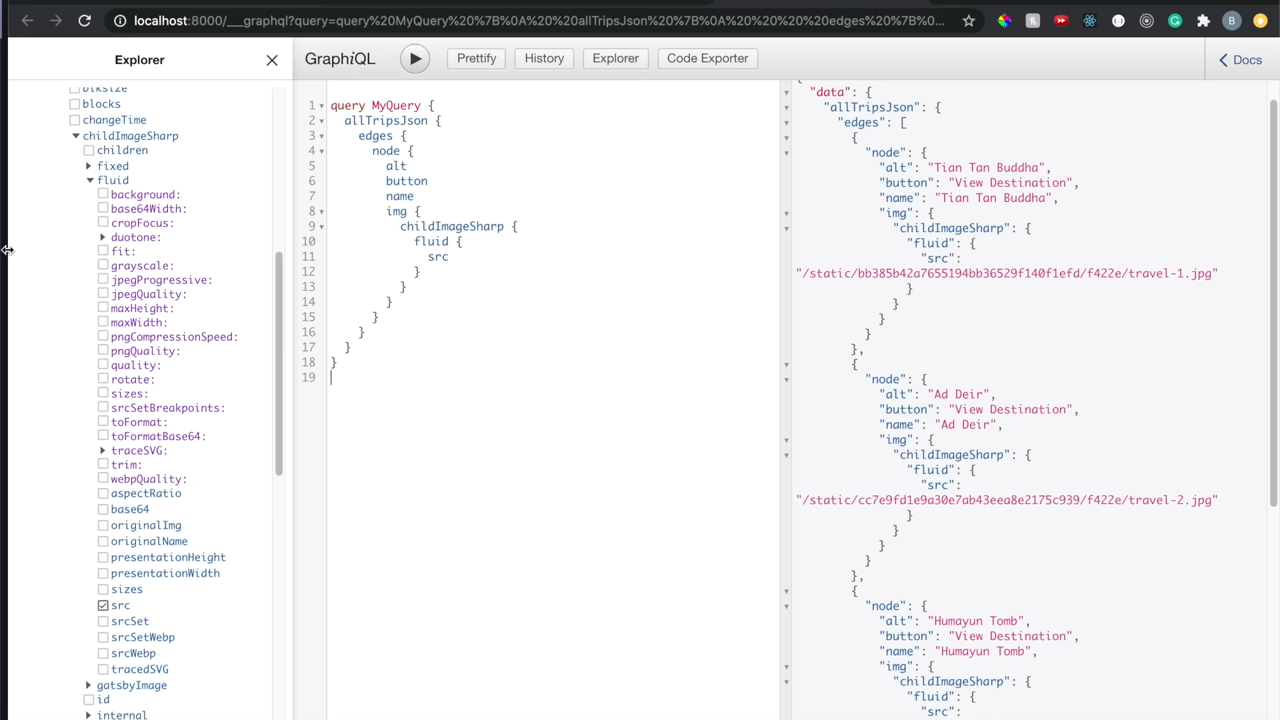 localhost:8000/___graphql?query=query%20MyQuery%20%7B%0A%20%20allTripsJson%20%7B%0A%20%20%20%20edges%20%7B%0...
B
Explorer
GraphiQL
Prettify
History
Explorer
Code Exporter
Docs
blksize
blocks
changeTime
childImageSharp
children
fixed
fluid
background:
base64Width:
cropFocus:
duotone:
fit:
grayscale:
jpegProgressive:
jpegQuality:
maxHeight:
maxWidth:
pngCompressionSpeed:
pngQuality:
quality:
rotate:
sizes:
srcSetBreakpoints:
toFormat:
toFormatBase64:
traceSVG:
trim:
webpQuality:
aspectRatio
base64
originalImg
originalName
presentationHeight
presentationWidth
sizes
src
srcSet
srcSetWebp
srcWebp
tracedSVG
gatsbyImage
id
internal
1 query MyQuery {
2 allTripsJson {
3 edges {
4 node {
5 alt
6 button
7 name
8 img {
9 childImageSharp {
10 fluid {
11 src
12 }
13 }
14 }
15 }
16 }
17 }
18 }
19
{
"data": {
"allTripsJson": {
"edges": [
{
"node": {
"alt": "Tian Tan Buddha",
"button": "View Destination",
"name": "Tian Tan Buddha",
"img": {
"childImageSharp": {
"fluid": {
"src":
"/static/bb385b42a7655194bb36529f140f1efd/f422e/travel-1.jpg"
}
}
}
}
},
{
"node": {
"alt": "Ad Deir",
"button": "View Destination",
"name": "Ad Deir",
"img": {
"childImageSharp": {
"fluid": {
"src":
"/static/cc7e9fd1e9a30e7ab43eea8e2175c939/f422e/travel-2.jpg"
}
}
}
}
},
{
"node": {
"alt": "Humayun Tomb",
"button": "View Destination",
"name": "Humayun Tomb",
"img": {
"childImageSharp": {
"fluid": {
"src":